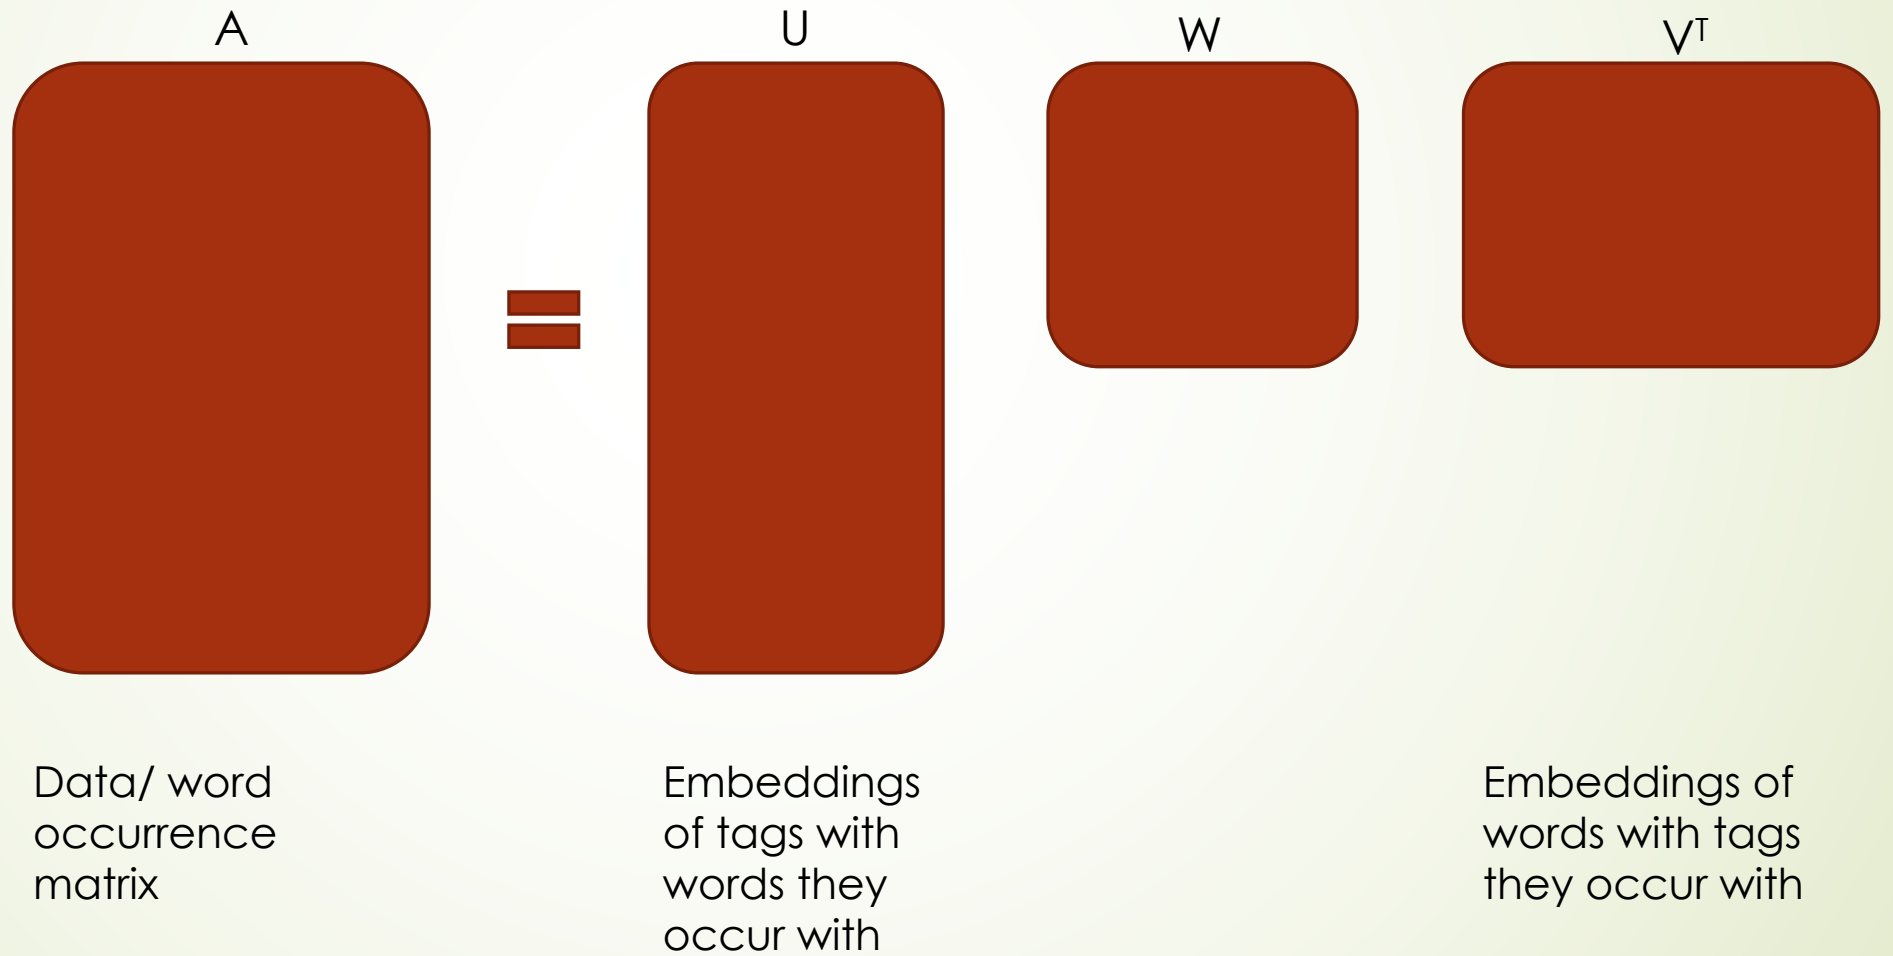 A
U
W
Vᵀ
Data/ word
occurrence
matrix
Embeddings
of tags with
words they
occur with
Embeddings of
words with tags
they occur with